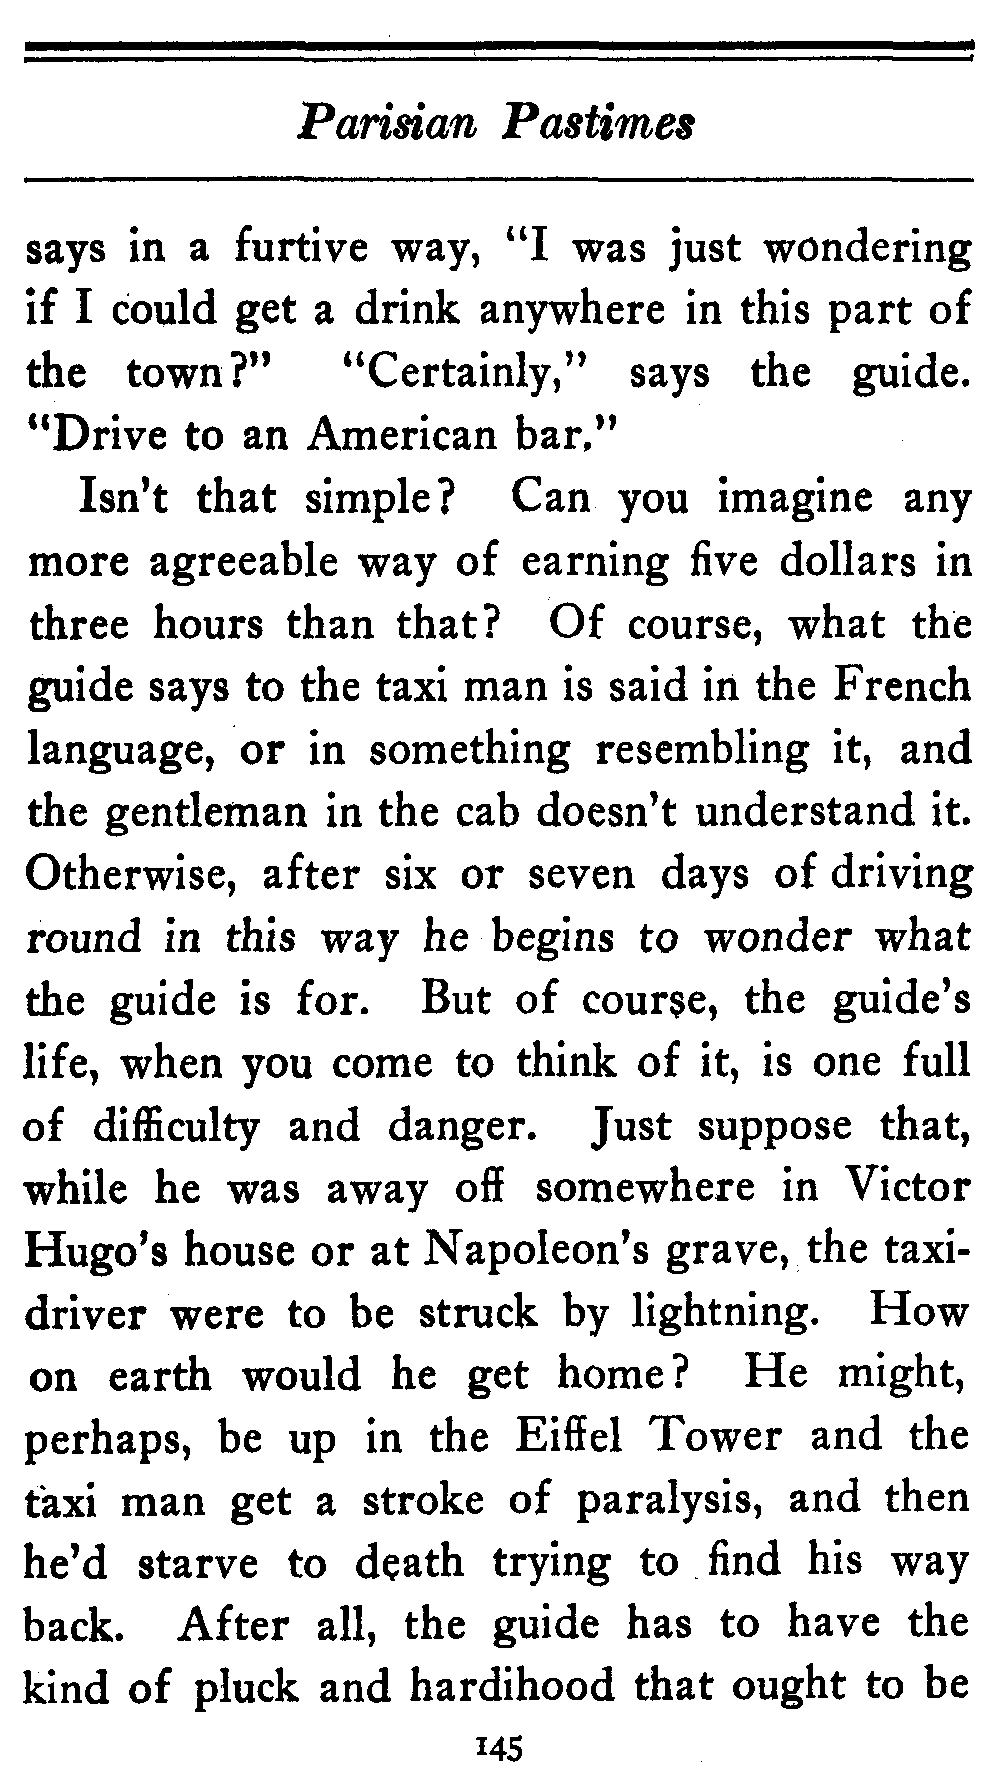 Parisian Pastimes
says in a furtive way, “I was just wondering
if I could get a drink anywhere in this part of
the town?” “Certainly,” says the guide.
“Drive to an American bar.”
Isn't that simple? Can you imagine any
more agreeable way of earning five dollars in
three hours than that? Of course, what the
guide says to the taxi man is said in the French
language, or in something resembling it, and
the gentleman in the cab doesn't understand it.
Otherwise, after six or seven days of driving
round in this way he begins to wonder what
the guide is for. But of course, the guide's
life, when you come to think of it, is one full
of difficulty and danger. Just suppose that,
while he was away off somewhere in Victor
Hugo's house or at Napoleon's grave, the taxi-
driver were to be struck by lightning. How
on earth would he get home? He might,
perhaps, be up in the Eiffel Tower and the
taxi man get a stroke of paralysis, and then
he'd starve to death trying to find his way
back. After all, the guide has to have the
kind of pluck and hardihood that ought to be
145